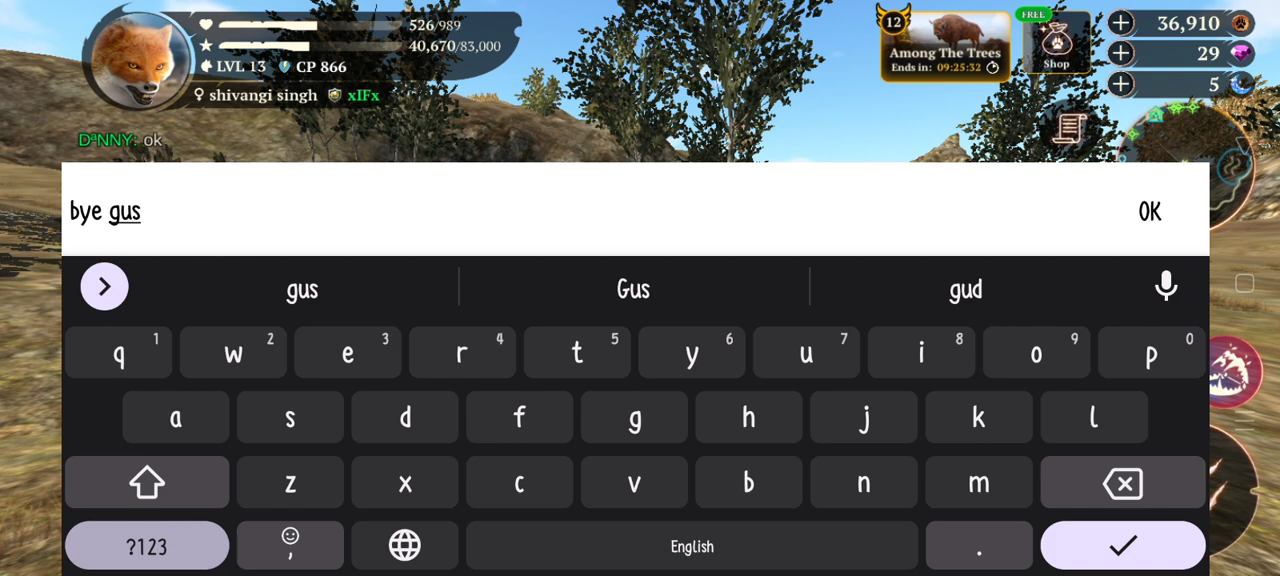 526/989
40,670/83,000
LVL 13 CP 866
shivangi singh xIFx
12
Among The Trees
Ends in: 09:25:32
FREE
Shop
36,910
29
5
DªNNY: ok
bye gus
OK
gus Gus gud
q 1 w 2 e 3 r 4 t 5 y 6 u 7 i 8 o 9 p 0
a s d f g h j k l
z x c v b n m
?123 , English .